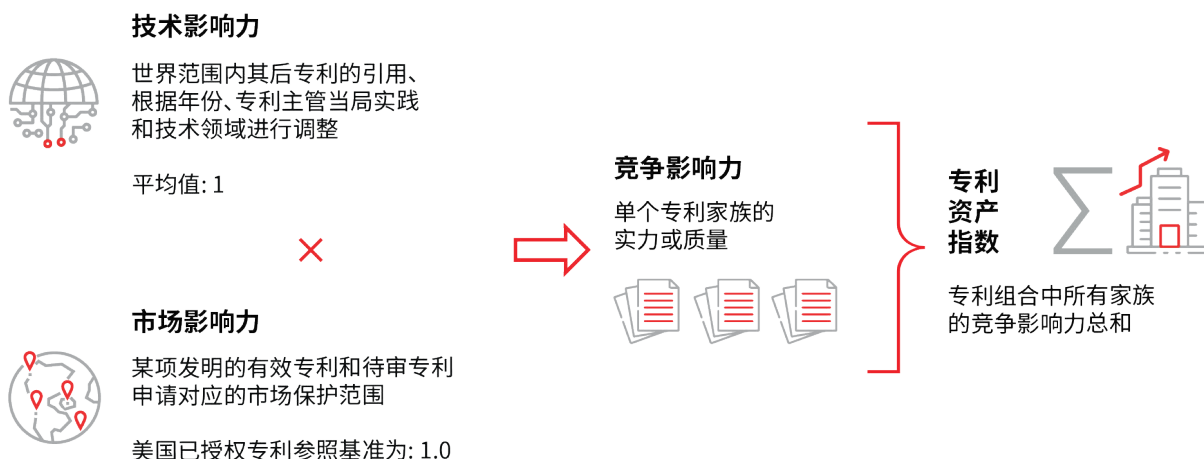 技术影响力
世界范围内其后专利的引用、
根据年份、专利主管当局实践
和技术领域进行调整
平均值: 1
×
市场影响力
某项发明的有效专利和待审专利
申请对应的市场保护范围
美国已授权专利参照基准为: 1.0
竞争影响力
单个专利家族的
实力或质量
专利
资产
指数
∑
专利组合中所有家族
的竞争影响力总和